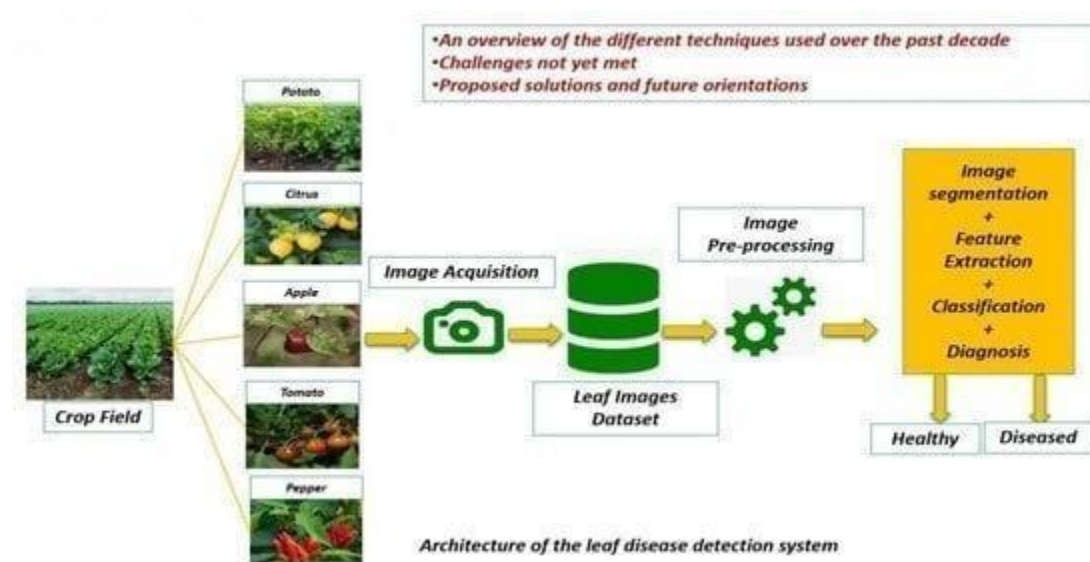 •An overview of the different techniques used over the past decade
•Challenges not yet met
•Proposed solutions and future orientations
Potato
Citrus
Apple
Tomato
Pepper
Crop Field
Image Acquisition
Leaf Images
Dataset
Image
Pre-processing
Image
segmentation
+
Feature
Extraction
+
Classification
+
Diagnosis
Healthy
Diseased
Architecture of the leaf disease detection system